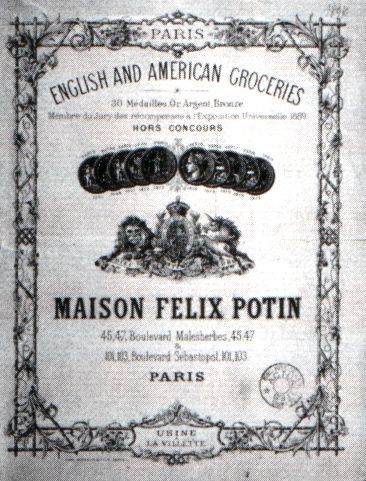 PARIS
ENGLISH AND AMERICAN GROCERIES
30 Médailles, Or, Argent, Bronze
Membre du Jury des récompenses à l'Exposition Universelle 1889
HORS CONCOURS
MAISON FELIX POTIN
45,47, Boulevard Malesherbes, 45,47
&
101,103, Boulevard Sébastopol, 101,103
PARIS
USINE
A
LA VILLETTE